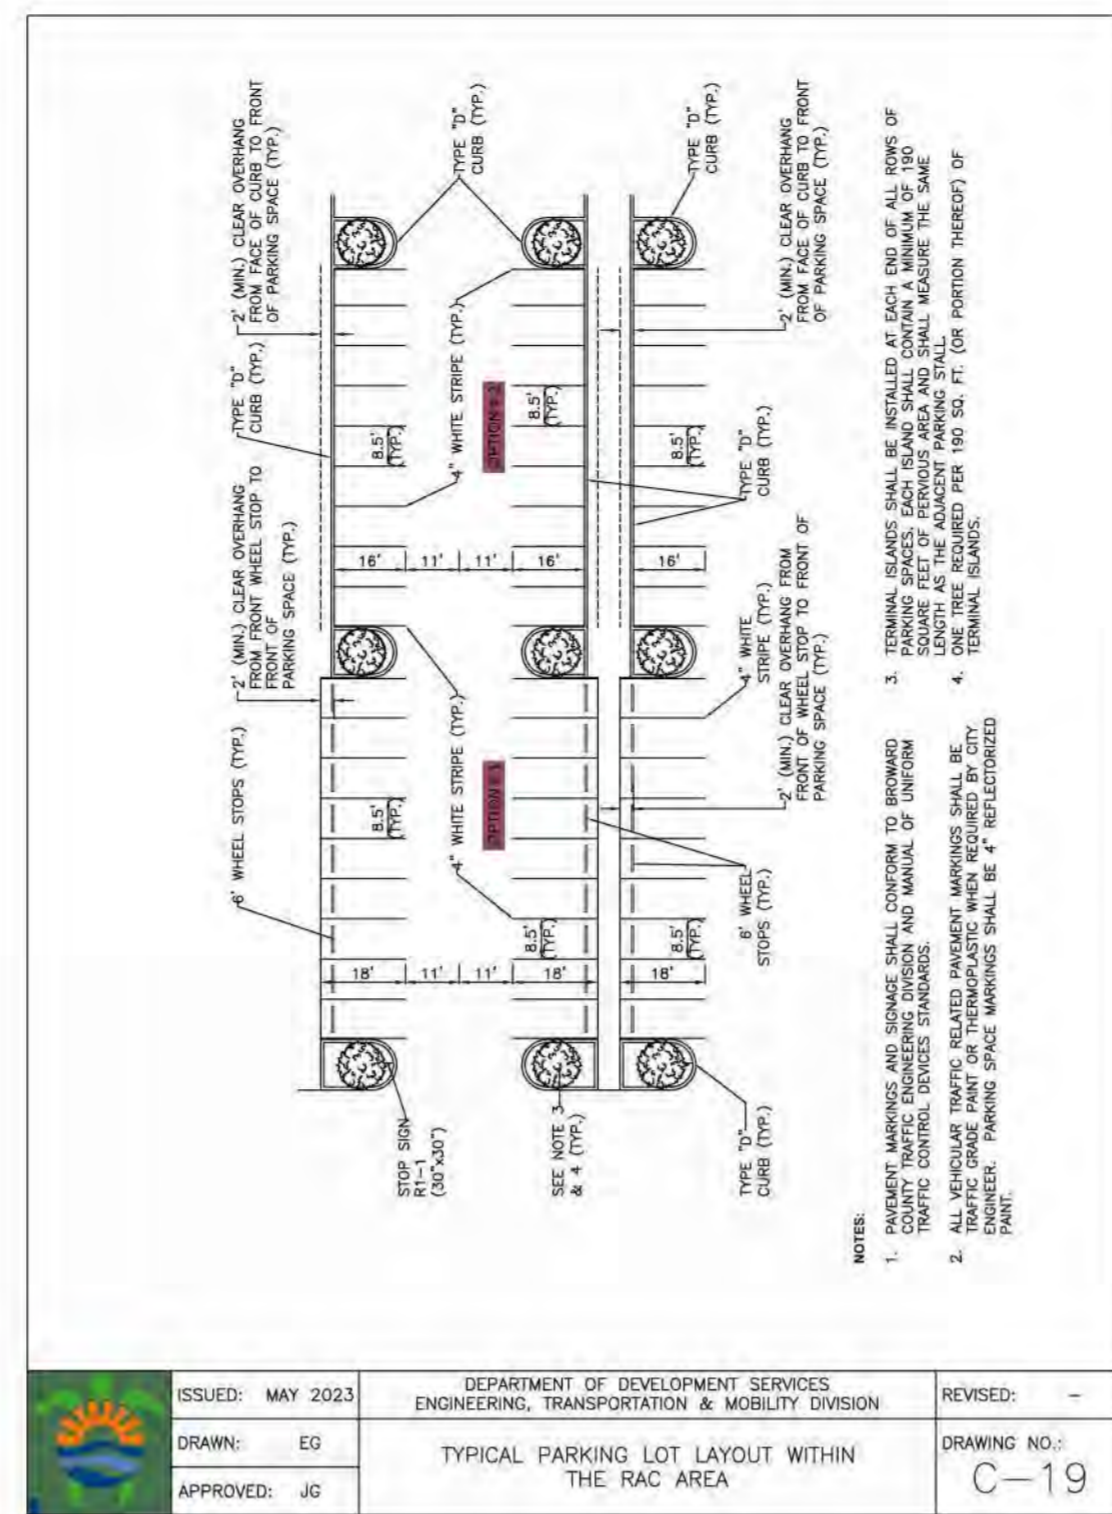 2' (MIN.) CLEAR OVERHANG
FROM FACE OF CURB TO FRONT
OF PARKING SPACE (TYP.)
TYPE "D"
CURB (TYP.)
TYPE "D"
CURB (TYP.)
2' (MIN.) CLEAR OVERHANG
FROM FRONT WHEEL STOP TO
FRONT OF
PARKING SPACE (TYP.)
6' WHEEL STOPS (TYP.)
TYPE "D"
CURB (TYP.)
8.5'
(TYP.)
4" WHITE STRIPE (TYP.)
OPTION # 2
8.5'
(TYP.)
8.5'
(TYP.)
16'
11'
11'
16'
16'
TYPE "D"
CURB (TYP.)
2' (MIN.) CLEAR OVERHANG
FROM FACE OF CURB TO FRONT
OF PARKING SPACE (TYP.)
8.5'
(TYP.)
4" WHITE STRIPE (TYP.)
OPTION # 1
8.5'
(TYP.)
8.5'
(TYP.)
18'
11'
11'
18'
18'
4" WHITE
STRIPE (TYP.)
2' (MIN.) CLEAR OVERHANG FROM
FRONT OF WHEEL STOP TO FRONT OF
PARKING SPACE (TYP.)
6' WHEEL
STOPS (TYP.)
STOP SIGN
R1-1
(30"x30")
SEE NOTE 3
& 4 (TYP.)
TYPE "D"
CURB (TYP.)
TYPE "D"
CURB (TYP.)
NOTES:
1. PAVEMENT MARKINGS AND SIGNAGE SHALL CONFORM TO BROWARD
COUNTY TRAFFIC ENGINEERING DIVISION AND MANUAL OF UNIFORM
TRAFFIC CONTROL DEVICES STANDARDS.
2. ALL VEHICULAR TRAFFIC RELATED PAVEMENT MARKINGS SHALL BE
TRAFFIC GRADE PAINT OR THERMOPLASTIC WHEN REQUIRED BY CITY
ENGINEER. PARKING SPACE MARKINGS SHALL BE 4" REFLECTORIZED
PAINT.
3. TERMINAL ISLANDS SHALL BE INSTALLED AT EACH END OF ALL ROWS OF
PARKING SPACES. EACH ISLAND SHALL CONTAIN A MINIMUM OF 190
SQUARE FEET OF PERVIOUS AREA AND SHALL MEASURE THE SAME
LENGTH AS THE ADJACENT PARKING STALL.
4. ONE TREE REQUIRED PER 190 SQ. FT. (OR PORTION THEREOF) OF
TERMINAL ISLANDS.
ISSUED: MAY 2023
DRAWN: EG
APPROVED: JG
DEPARTMENT OF DEVELOPMENT SERVICES
ENGINEERING, TRANSPORTATION & MOBILITY DIVISION
TYPICAL PARKING LOT LAYOUT WITHIN
THE RAC AREA
REVISED: -
DRAWING NO.:
C-19